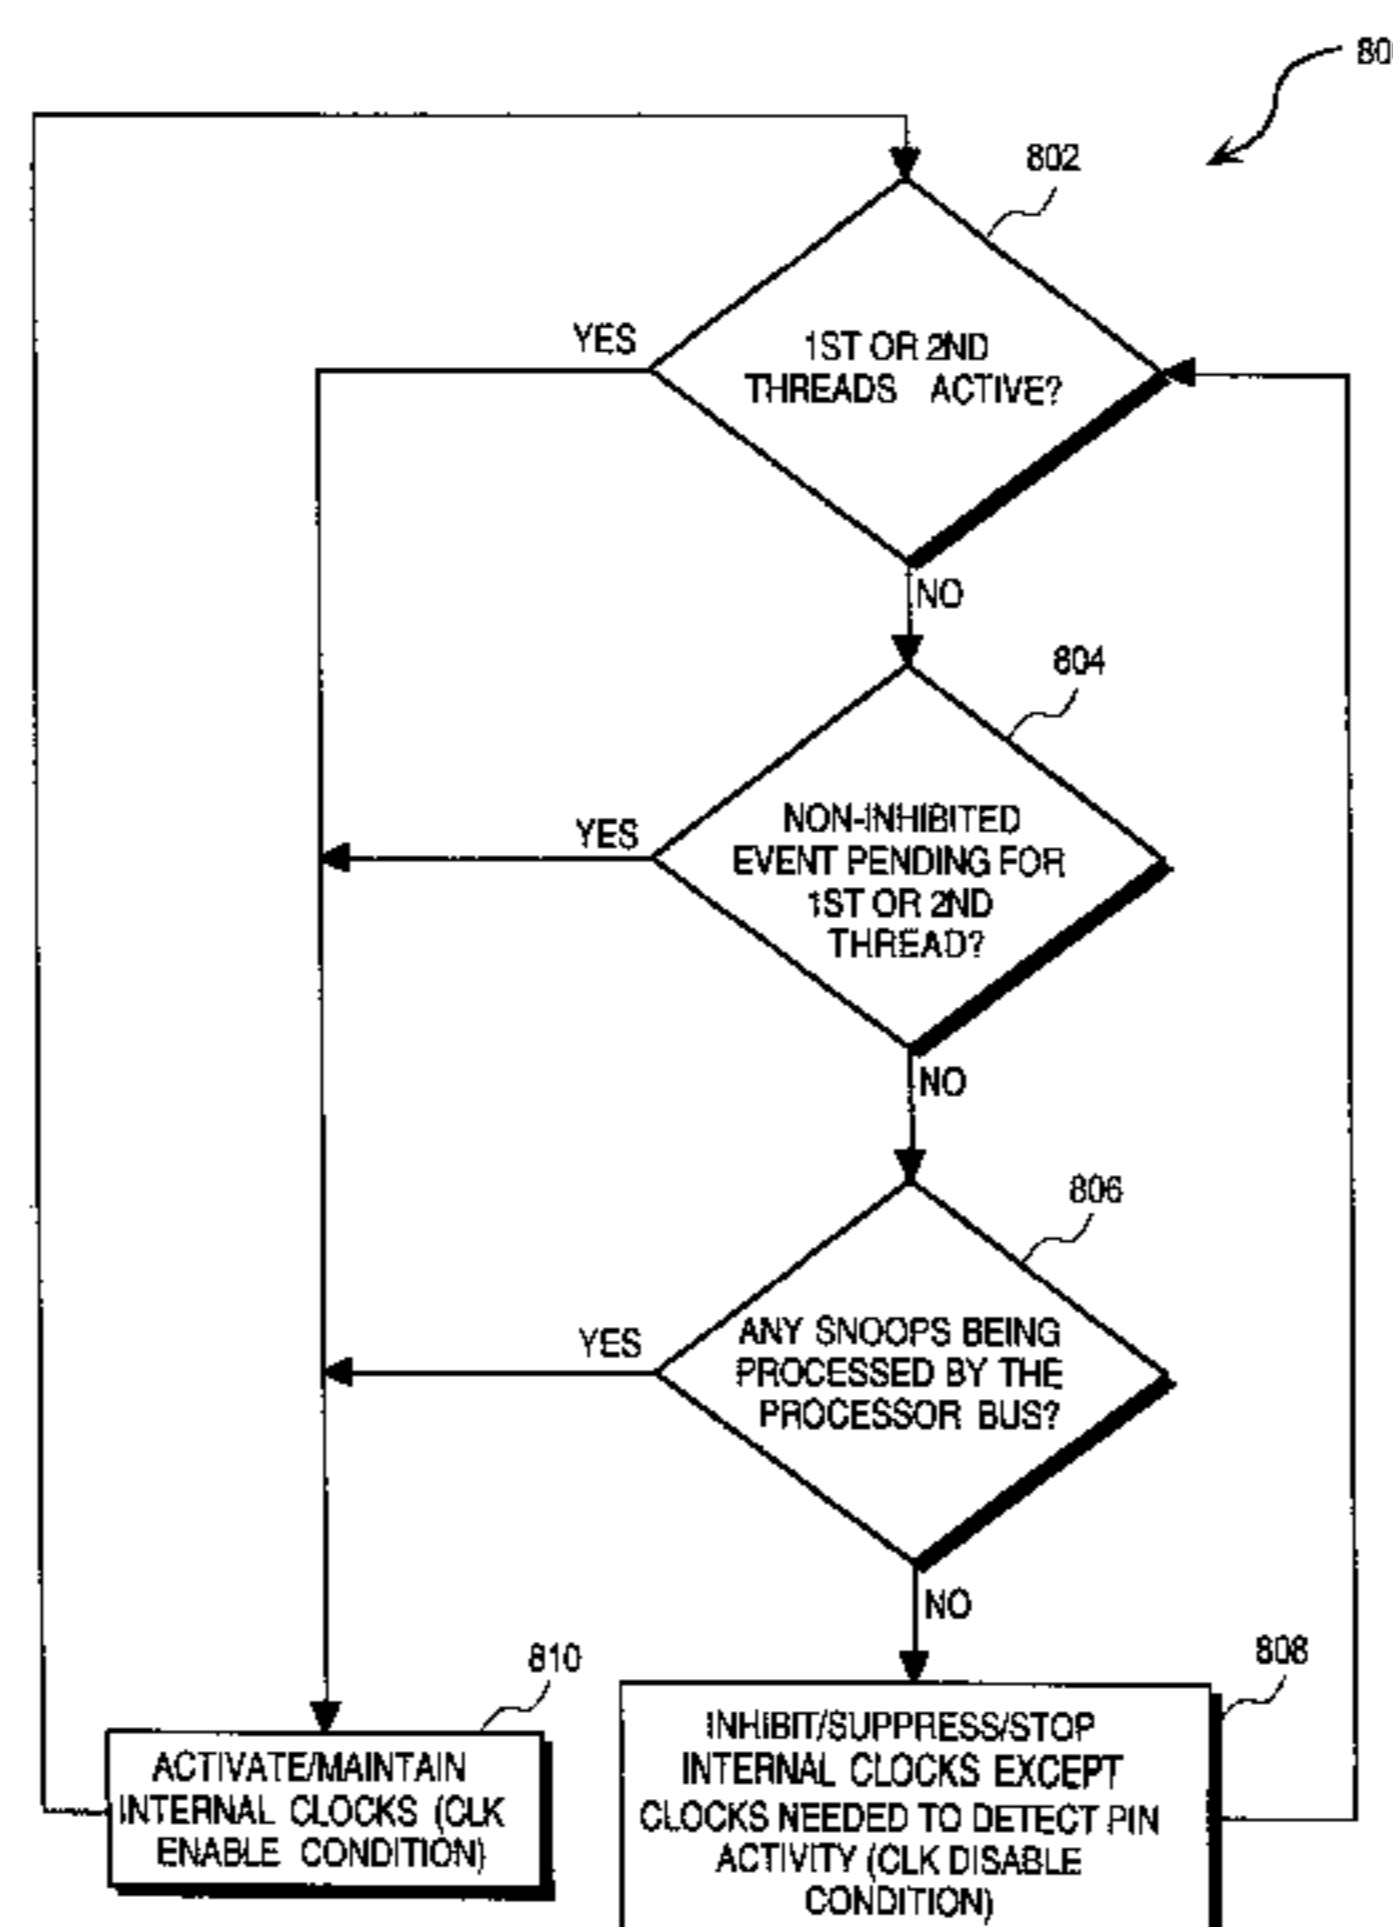 80
802
YES
1ST OR 2ND
THREADS ACTIVE?
NO
804
YES
NON-INHIBITED
EVENT PENDING FOR
1ST OR 2ND
THREAD?
NO
806
YES
ANY SNOOPS BEING
PROCESSED BY THE
PROCESSOR BUS?
NO
810
808
ACTIVATE/MAINTAIN
INTERNAL CLOCKS (CLK
ENABLE CONDITION)
INHIBIT/SUPPRESS/STOP
INTERNAL CLOCKS EXCEPT
CLOCKS NEEDED TO DETECT PIN
ACTIVITY (CLK DISABLE
CONDITION)